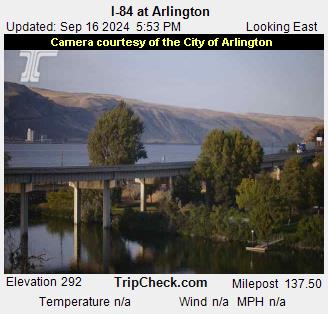 I-84 at Arlington
Updated: Sep 16 2024 5:53 PM Looking East
Camera courtesy of the City of Arlington
Elevation 292 TripCheck.com Milepost 137.50
Temperature n/a Wind n/a MPH n/a